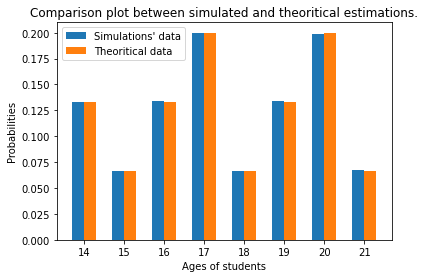 Comparison plot between simulated and theoritical estimations.
Simulations' data
Theoritical data
0.200
0.175
0.150
0.125
0.100
0.075
0.050
0.025
0.000
Probabilities
14 15 16 17 18 19 20 21
Ages of students